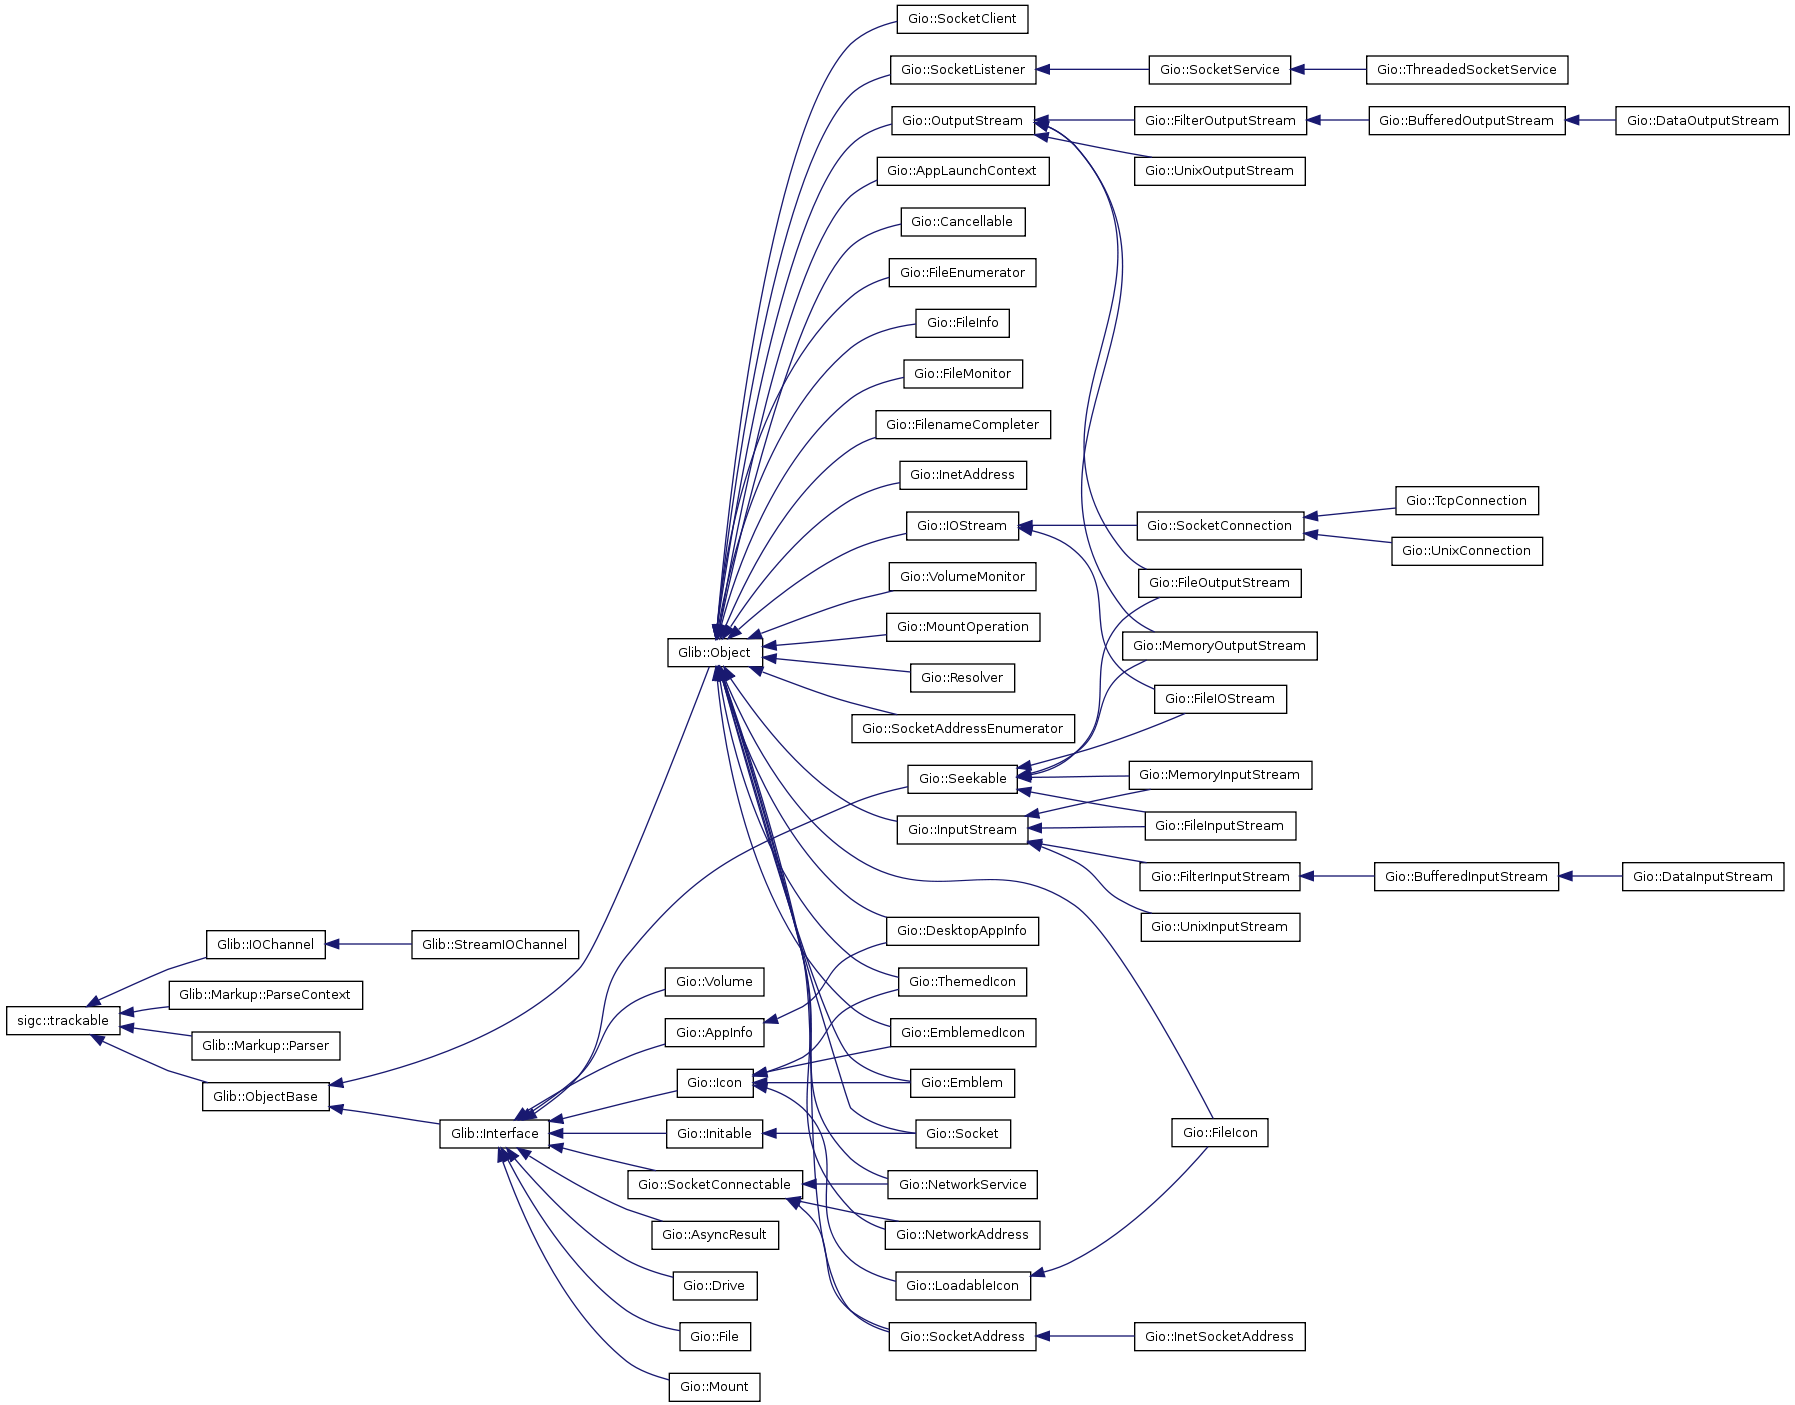 Gio::SocketClient
Gio::SocketListener
Gio::SocketService
Gio::ThreadedSocketService
Gio::OutputStream
Gio::FilterOutputStream
Gio::BufferedOutputStream
Gio::DataOutputStream
Gio::AppLaunchContext
Gio::UnixOutputStream
Gio::Cancellable
Gio::FileEnumerator
Gio::FileInfo
Gio::FileMonitor
Gio::FilenameCompleter
Gio::InetAddress
Gio::TcpConnection
Gio::IOStream
Gio::SocketConnection
Gio::UnixConnection
Gio::VolumeMonitor
Gio::FileOutputStream
Gio::MountOperation
Glib::Object
Gio::MemoryOutputStream
Gio::Resolver
Gio::FileIOStream
Gio::SocketAddressEnumerator
Gio::Seekable
Gio::MemoryInputStream
Gio::InputStream
Gio::FileInputStream
Gio::FilterInputStream
Gio::BufferedInputStream
Gio::DataInputStream
Gio::UnixInputStream
Glib::IOChannel
Glib::StreamIOChannel
Gio::DesktopAppInfo
Glib::Markup::ParseContext
Gio::Volume
Gio::ThemedIcon
sigc::trackable
Gio::AppInfo
Gio::EmblemedIcon
Glib::Markup::Parser
Gio::Icon
Gio::Emblem
Glib::ObjectBase
Glib::Interface
Gio::Initable
Gio::Socket
Gio::FileIcon
Gio::SocketConnectable
Gio::NetworkService
Gio::AsyncResult
Gio::NetworkAddress
Gio::Drive
Gio::LoadableIcon
Gio::File
Gio::SocketAddress
Gio::InetSocketAddress
Gio::Mount